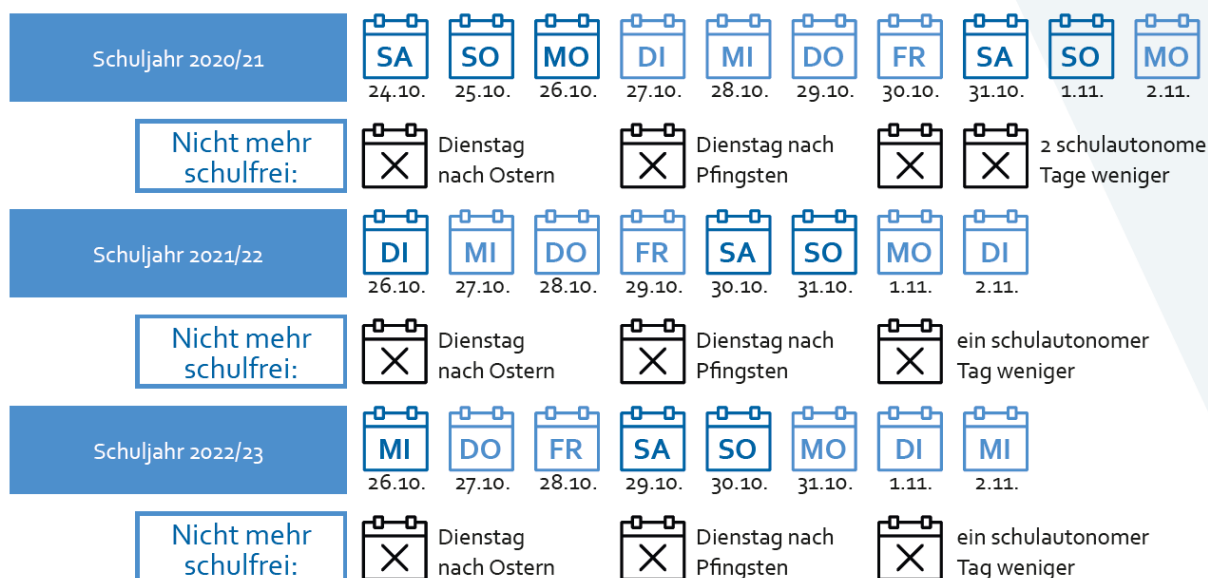 Schuljahr 2020/21
SA SO MO DI MI DO FR SA SO MO
24.10. 25.10. 26.10. 27.10. 28.10. 29.10. 30.10. 31.10. 1.11. 2.11.
Nicht mehr
schulfrei:
Dienstag
nach Ostern
Dienstag nach
Pfingsten
2 schulautonome
Tage weniger
Schuljahr 2021/22
DI MI DO FR SA SO MO DI
26.10. 27.10. 28.10. 29.10. 30.10. 31.10. 1.11. 2.11.
Nicht mehr
schulfrei:
Dienstag
nach Ostern
Dienstag nach
Pfingsten
ein schulautonomer
Tag weniger
Schuljahr 2022/23
MI DO FR SA SO MO DI MI
26.10. 27.10. 28.10. 29.10. 30.10. 31.10. 1.11. 2.11.
Nicht mehr
schulfrei:
Dienstag
nach Ostern
Dienstag nach
Pfingsten
ein schulautonomer
Tag weniger